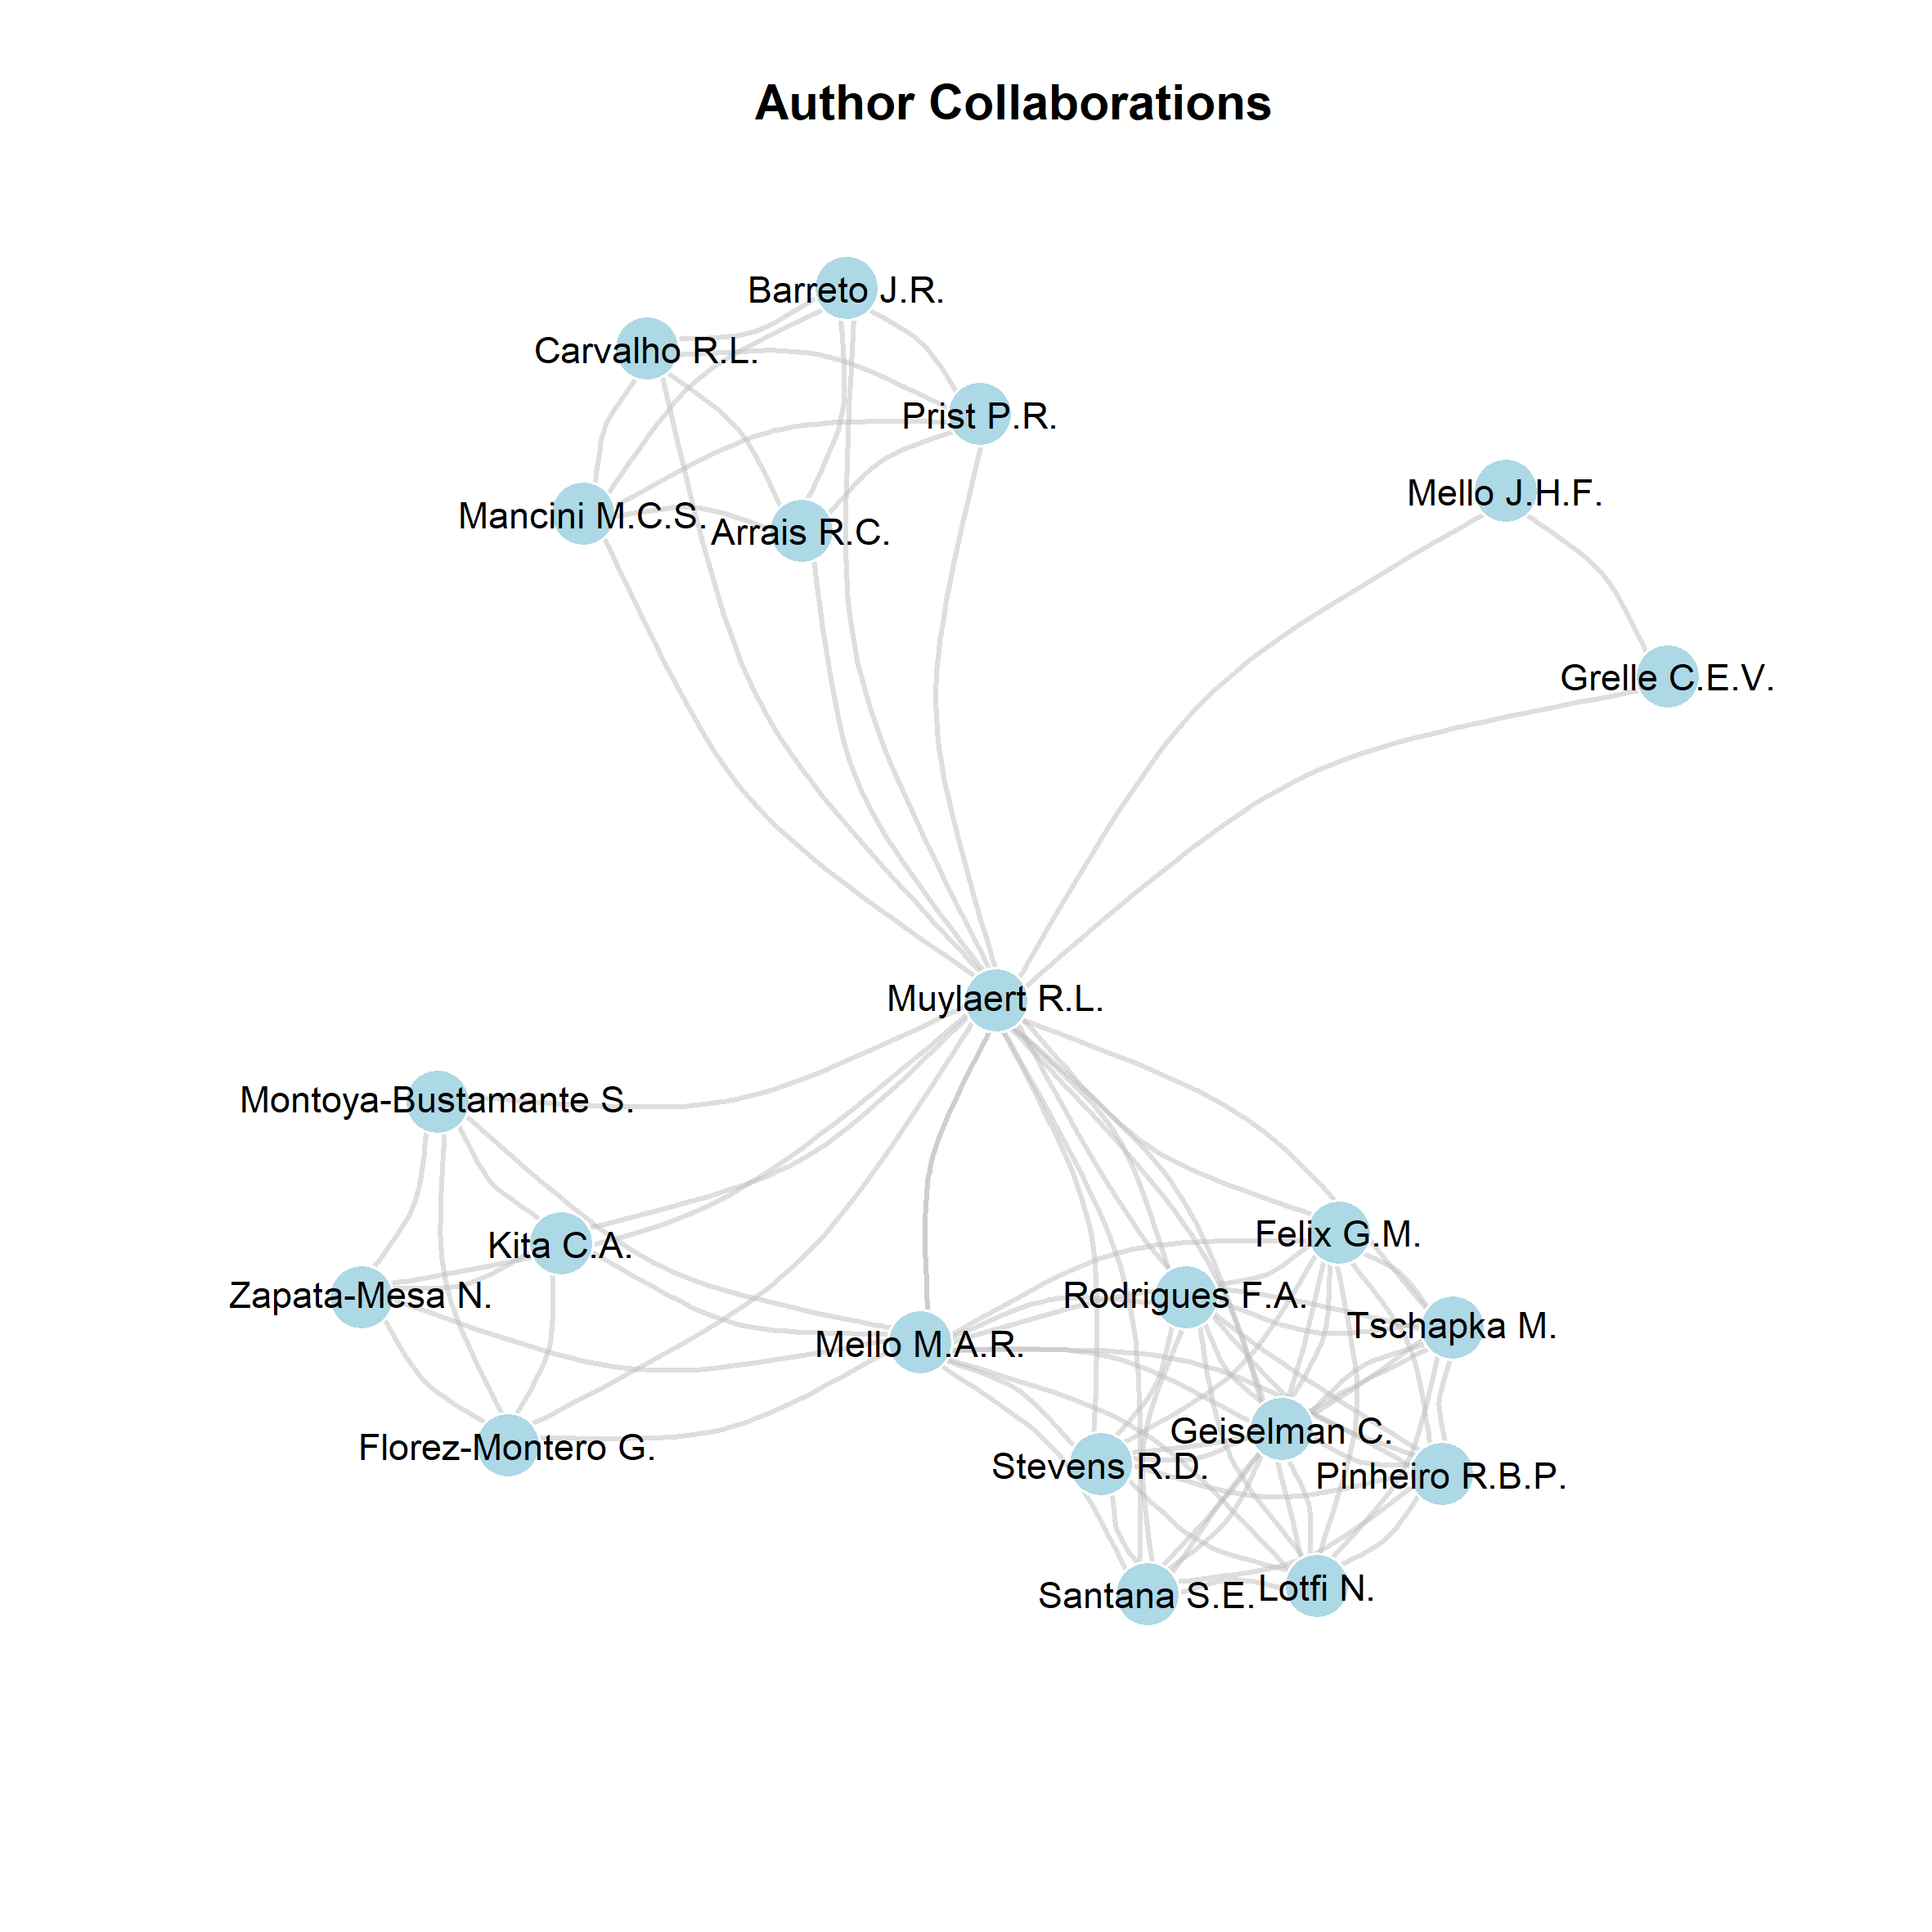 Author Collaborations
Barreto J.R.
Carvalho R.L.
Prist P.R.
Mello J.H.F.
Mancini M.C.S.
Arrais R.C.
Grelle C.E.V.
Muylaert R.L.
Montoya-Bustamante S.
Felix G.M.
Kita C.A.
Zapata-Mesa N.
Rodrigues F.A.
Tschapka M.
Mello M.A.R.
Geiselman C.
Florez-Montero G.
Stevens R.D.
Pinheiro R.B.P.
Santana S.E.
Lotfi N.